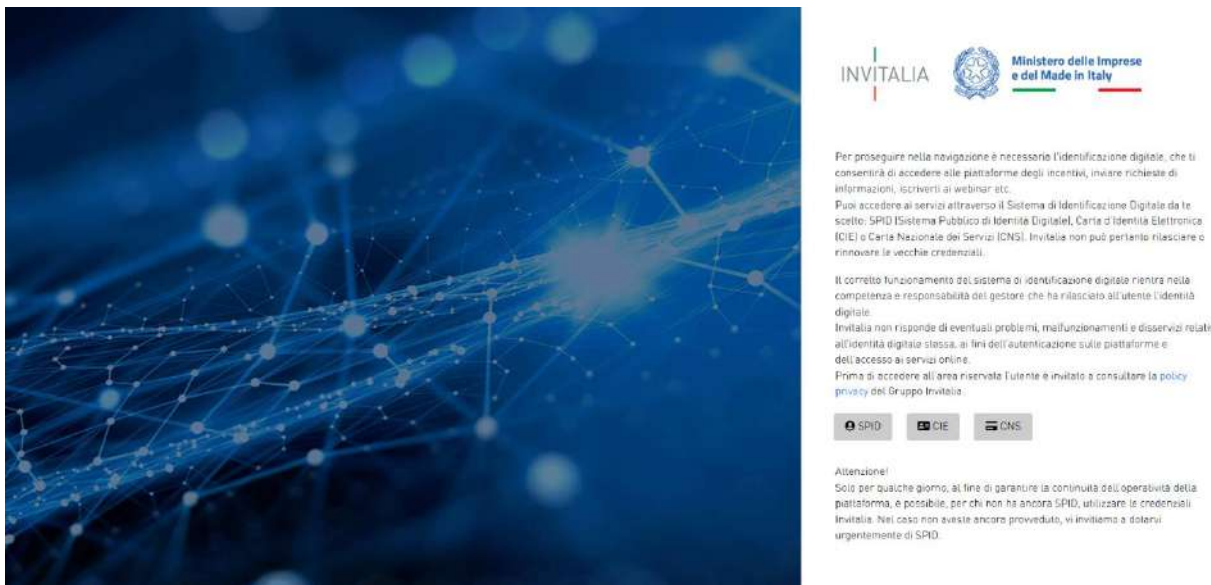 INVITALIA
Ministero delle Imprese
e del Made in Italy
Per proseguire nella navigazione è necessaria l'identificazione digitale, che ti
consentirà di accedere alle piattaforme degli incentivi, inviare richieste di
informazioni, iscriverti ai webinar etc.
Puoi accedere ai servizi attraverso il Sistema di Identificazione Digitale da te
scelto: SPID (Sistema Pubblico di Identità Digitale), Carta d'Identità Elettronica
(CIE) o Carta Nazionale dei Servizi (CNS). Invitalia non può pertanto rilasciare o
rinnovare le vecchie credenziali.
Il corretto funzionamento del sistema di identificazione digitale rientra nella
competenza e responsabilità del gestore che ha rilasciato all'utente l'identità
digitale.
Invitalia non risponde di eventuali problemi, malfunzionamenti e disservizi relati
all'identità digitale stessa, ai fini dell'autenticazione sulle piattaforme e
dell'accesso ai servizi online.
Prima di accedere all'area riservata l'utente è invitato a consultare la policy
privacy del Gruppo Invitalia.
SPID CIE CNS
Attenzione!
Solo per qualche giorno, al fine di garantire la continuità dell'operatività della
piattaforma, è possibile, per chi non ha ancora SPID, utilizzare le credenziali
Invitalia. Nel caso non aveste ancora provveduto, vi invitiamo a dotarvi
urgentemente di SPID.